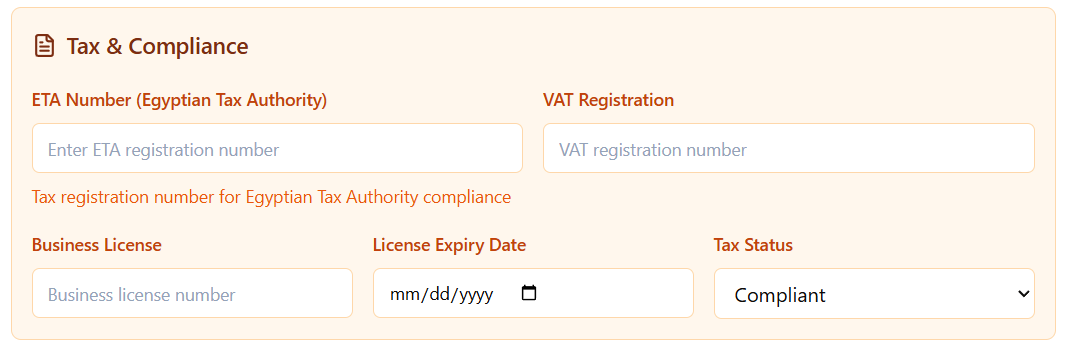 Tax & Compliance
ETA Number (Egyptian Tax Authority)
VAT Registration
Enter ETA registration number
VAT registration number
Tax registration number for Egyptian Tax Authority compliance
Business License
License Expiry Date
Tax Status
Business license number
mm/dd/yyyy
Compliant